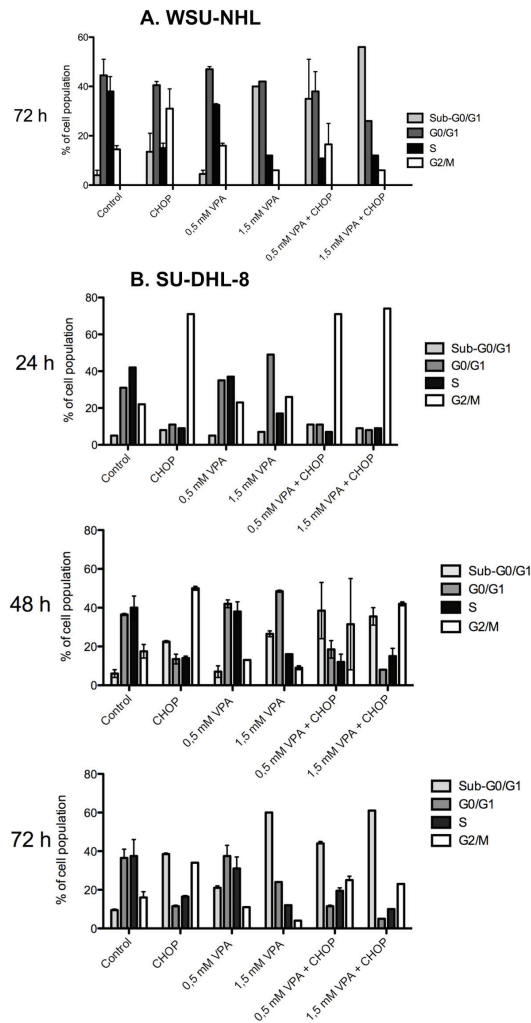 A. WSU-NHL
72 h
% of cell population
60
40
20
0
Control
CHOP
0,5 mM VPA
1,5 mM VPA
0,5 mM VPA + CHOP
1,5 mM VPA + CHOP
Sub-G0/G1
G0/G1
S
G2/M
B. SU-DHL-8
24 h
% of cell population
80
60
40
20
0
Control
CHOP
0,5 mM VPA
1,5 mM VPA
0,5 mM VPA + CHOP
1,5 mM VPA + CHOP
Sub-G0/G1
G0/G1
S
G2/M
48 h
% of cell population
80
60
40
20
0
Control
CHOP
0,5 mM VPA
1,5 mM VPA
0,5 mM VPA + CHOP
1,5 mM VPA + CHOP
Sub-G0/G1
G0/G1
S
G2/M
72 h
% of cell population
80
60
40
20
0
Control
CHOP
0,5 mM VPA
1,5 mM VPA
0,5 mM VPA + CHOP
1,5 mM VPA + CHOP
Sub-G0/G1
G0/G1
S
G2/M